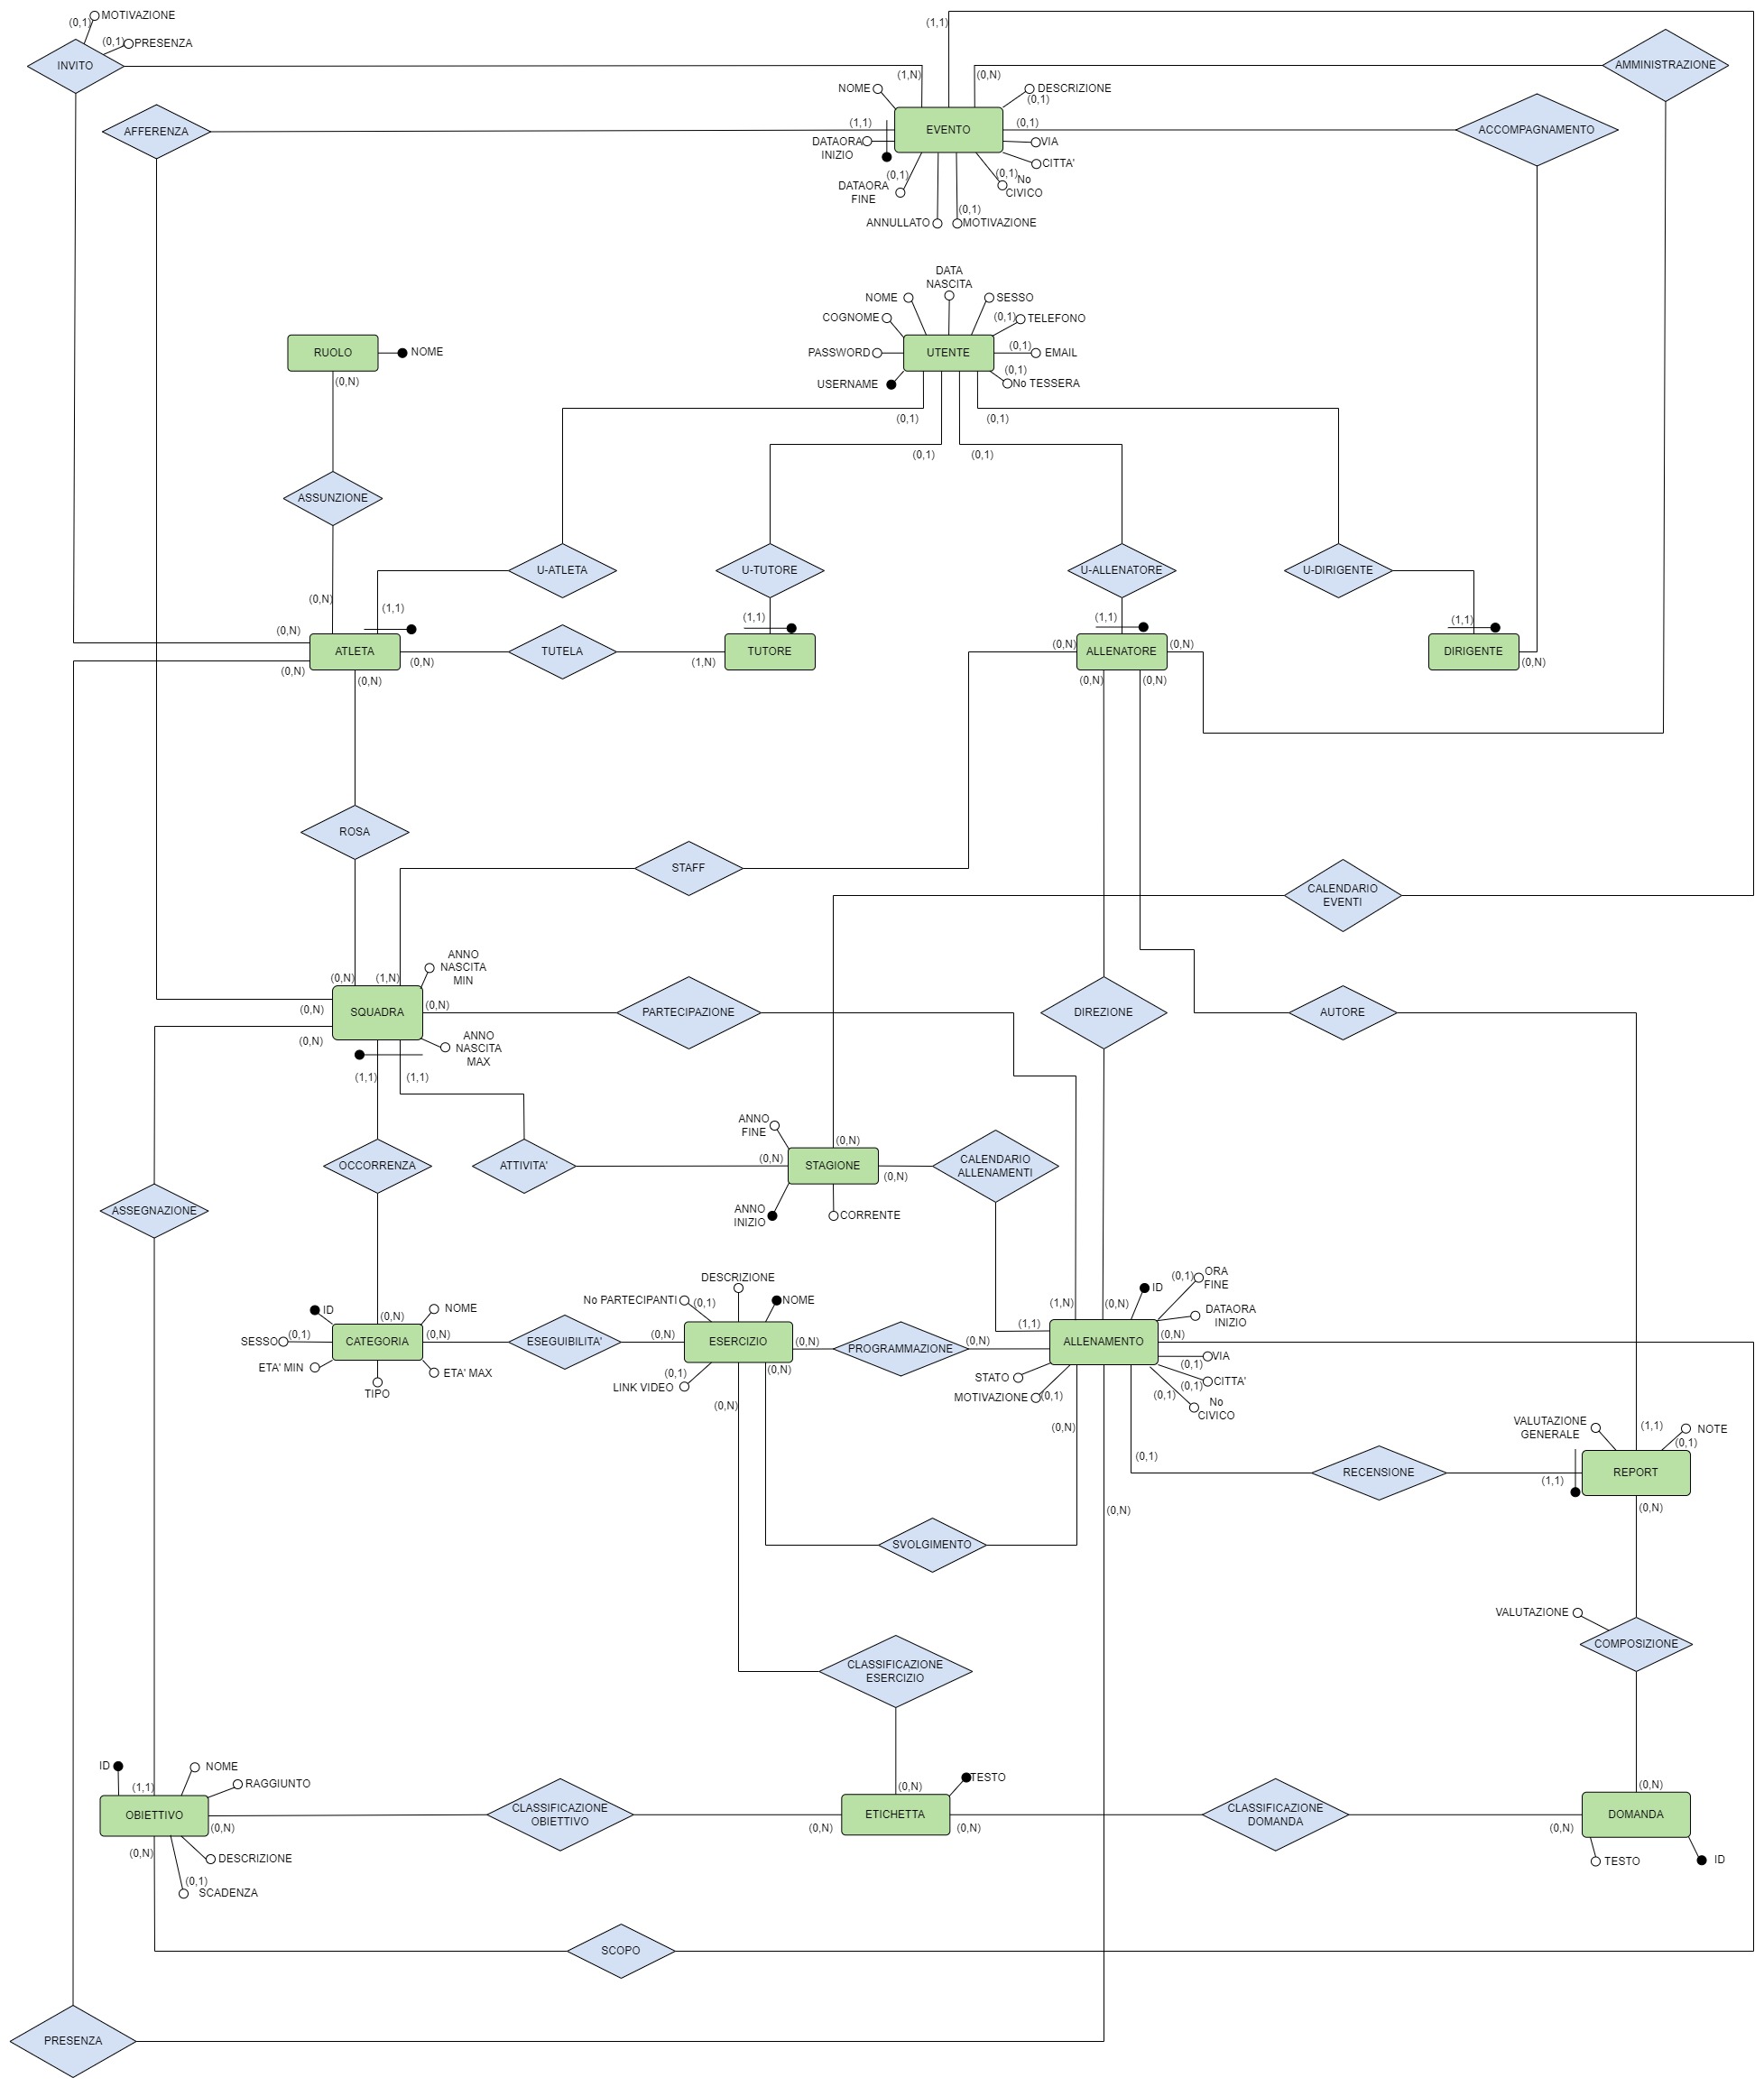 MOTIVAZIONE
(0,1)
(0,1)
PRESENZA
INVITO
(1,1)
(1,N)
(0,N)
AMMINISTRAZIONE
NOME
DESCRIZIONE
(0,1)
AFFERENZA
(1,1)
EVENTO
(0,1)
ACCOMPAGNAMENTO
DATAORA
INIZIO
VIA
CITTA'
(0,1)
DATAORA
FINE
(0,1)
No
CIVICO
(0,1)
ANNULLATO
MOTIVAZIONE
DATA
NASCITA
NOME
SESSO
COGNOME
(0,1)
TELEFONO
PASSWORD
UTENTE
(0,1)
EMAIL
USERNAME
(0,1)
No TESSERA
RUOLO
NOME
(0,N)
(0,1)
(0,1)
(0,1)
(0,1)
ASSUNZIONE
U-ATLETA
U-TUTORE
U-ALLENATORE
U-DIRIGENTE
(0,N)
(1,1)
(1,1)
(1,1)
(1,1)
(0,N)
ATLETA
(0,N)
TUTELA
(1,N)
TUTORE
(0,N)
ALLENATORE
(0,N)
DIRIGENTE
(0,N)
(0,N)
(0,N)
(0,N)
(0,N)
ROSA
STAFF
CALENDARIO
EVENTI
ANNO
NASCITA
MIN
(0,N)
(1,N)
(0,N)
SQUADRA
(0,N)
PARTECIPAZIONE
DIREZIONE
AUTORE
(0,N)
ANNO
NASCITA
MAX
(1,1)
(1,1)
ANNO
FINE
(0,N)
OCCORRENZA
ATTIVITA'
(0,N)
STAGIONE
(0,N)
CALENDARIO
ALLENAMENTI
ASSEGNAZIONE
ANNO
INIZIO
CORRENTE
DESCRIZIONE
(0,1)
ORA
FINE
ID
No PARTECIPANTI
(0,1)
NOME
ID
NOME
(0,N)
(1,N)
(0,N)
DATAORA
INIZIO
(1,1)
SESSO
(0,1)
CATEGORIA
(0,N)
ESEGUIBILITA'
(0,N)
ESERCIZIO
(0,N)
PROGRAMMAZIONE
(0,N)
ALLENAMENTO
(0,N)
VIA
(0,1)
ETA' MIN
ETA' MAX
TIPO
(0,1)
LINK VIDEO
(0,N)
(0,N)
STATO
MOTIVAZIONE
(0,1)
CITTA'
(0,1)
(0,1)
No
CIVICO
(0,N)
VALUTAZIONE
GENERALE
(1,1)
NOTE
(0,1)
(0,1)
RECENSIONE
(1,1)
REPORT
(0,N)
(0,N)
SVOLGIMENTO
VALUTAZIONE
COMPOSIZIONE
CLASSIFICAZIONE
ESERCIZIO
ID
NOME
RAGGIUNTO
(1,1)
TESTO
(0,N)
(0,N)
OBIETTIVO
(0,N)
CLASSIFICAZIONE
OBIETTIVO
(0,N)
ETICHETTA
(0,N)
CLASSIFICAZIONE
DOMANDA
(0,N)
DOMANDA
(0,N)
DESCRIZIONE
(0,1)
SCADENZA
TESTO
ID
SCOPO
PRESENZA